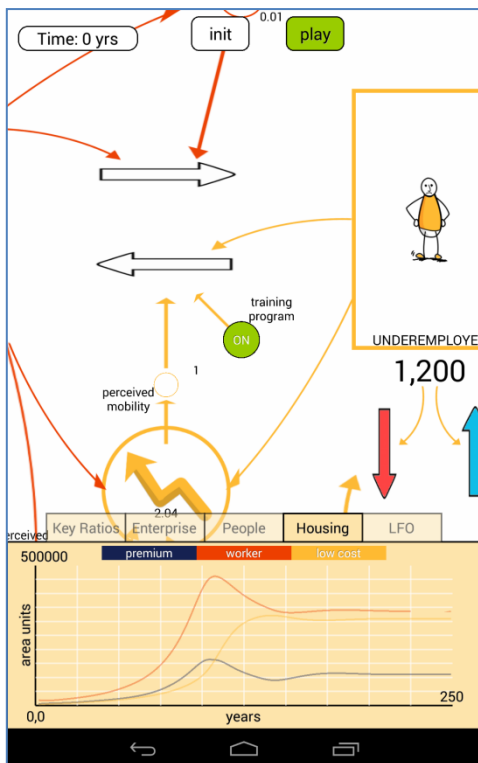 0.01
Time: 0 yrs
init
play
training
program
ON
1
perceived
mobility
UNDEREMPLOYE
1,200
2.04
perceived
Key Ratios
Enterprise
People
Housing
LFO
500000
premium
worker
low cost
area units
0,0
years
250